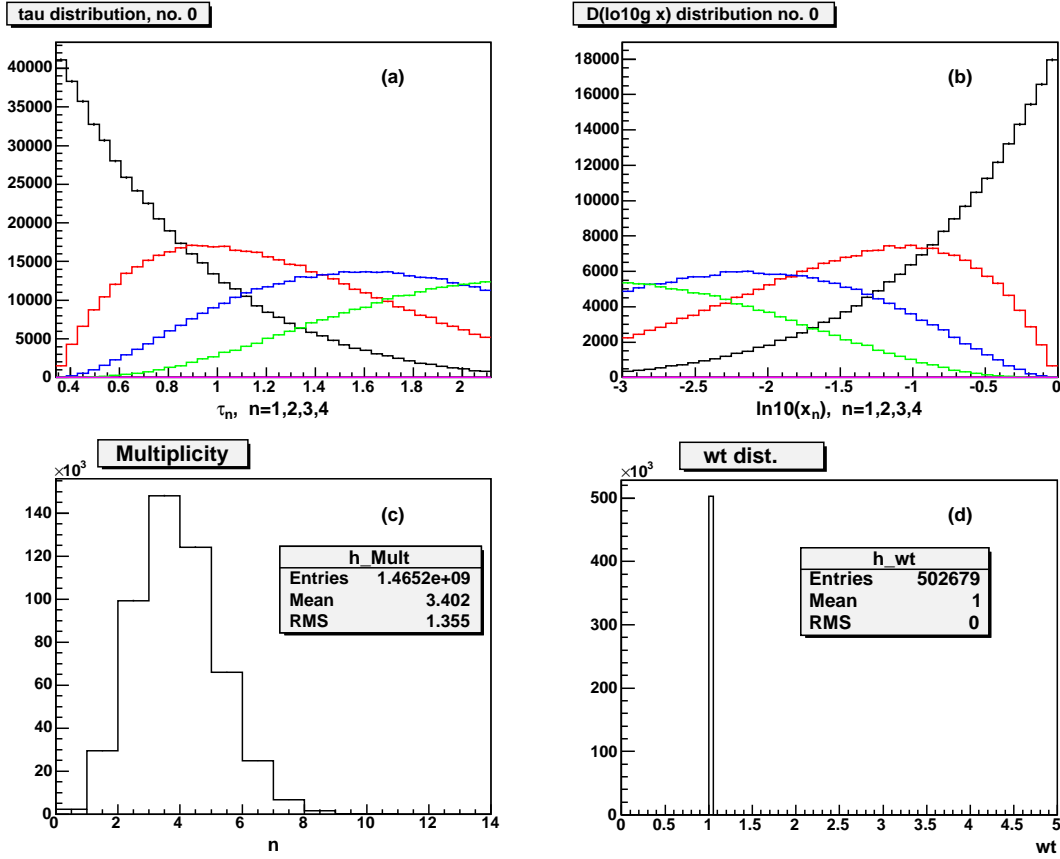 tau distribution, no. 0
(a)
40000
35000
30000
25000
20000
15000
10000
5000
0
0.4 0.6 0.8 1 1.2 1.4 1.6 1.8 2
τn, n=1,2,3,4
D(lo10g x) distribution no. 0
(b)
18000
16000
14000
12000
10000
8000
6000
4000
2000
0
-3 -2.5 -2 -1.5 -1 -0.5 0
ln10(xn), n=1,2,3,4
Multiplicity
×10³
(c)
140
120
100
80
60
40
20
0
0 2 4 6 8 10 12 14
n
h_Mult
Entries 1.4652e+09
Mean 3.402
RMS 1.355
wt dist.
×10³
(d)
500
400
300
200
100
0
0 0.5 1 1.5 2 2.5 3 3.5 4 4.5 5
wt
h_wt
Entries 502679
Mean 1
RMS 0